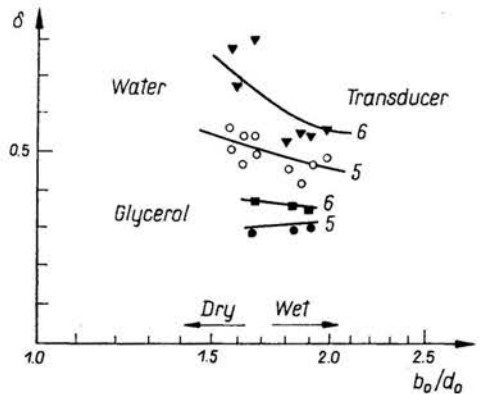 δ
Water
Transducer
6
0.5
5
Glycerol
6
5
Dry
Wet
1.0
1.5
2.0
2.5
b₀/d₀